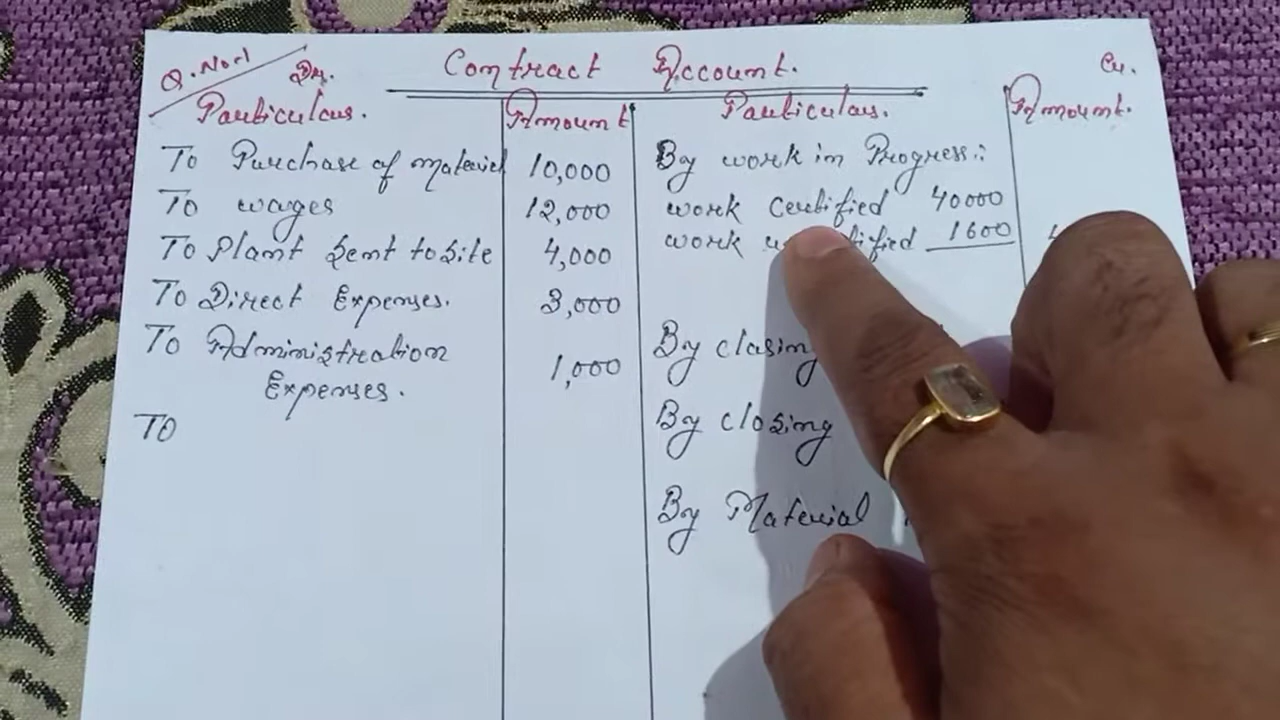 Q. No-1
Dr.
Contract Account.
Cr.
Particulars.
Amount
Particulars.
Amount.
To Purchase of material 10,000
To wages 12,000
To Plant Sent to Site 4,000
To Direct Expenses. 3,000
To Administration
Expenses. 1,000
To
By work in Progress:
work certified 40000
work 1600
By clasing
By closing
By Material